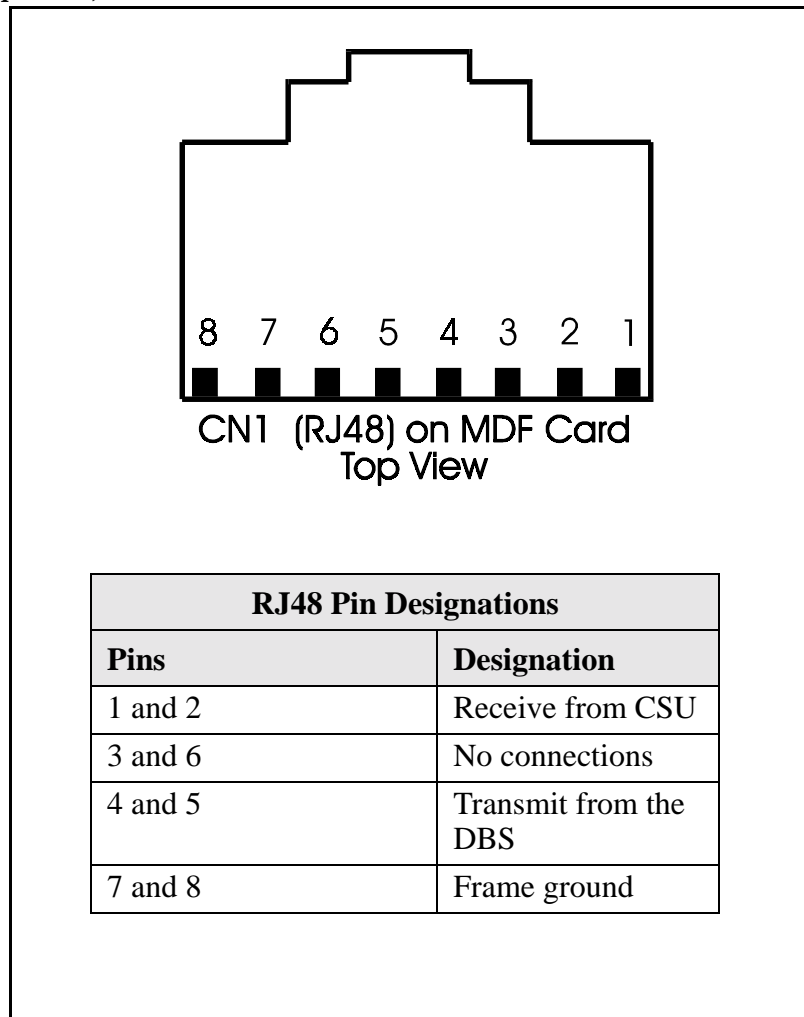 8 7 6 5 4 3 2 1
CN1 (RJ48) on MDF Card
Top View
RJ48 Pin Designations
Pins Designation
1 and 2 Receive from CSU
3 and 6 No connections
4 and 5 Transmit from the
DBS
7 and 8 Frame ground